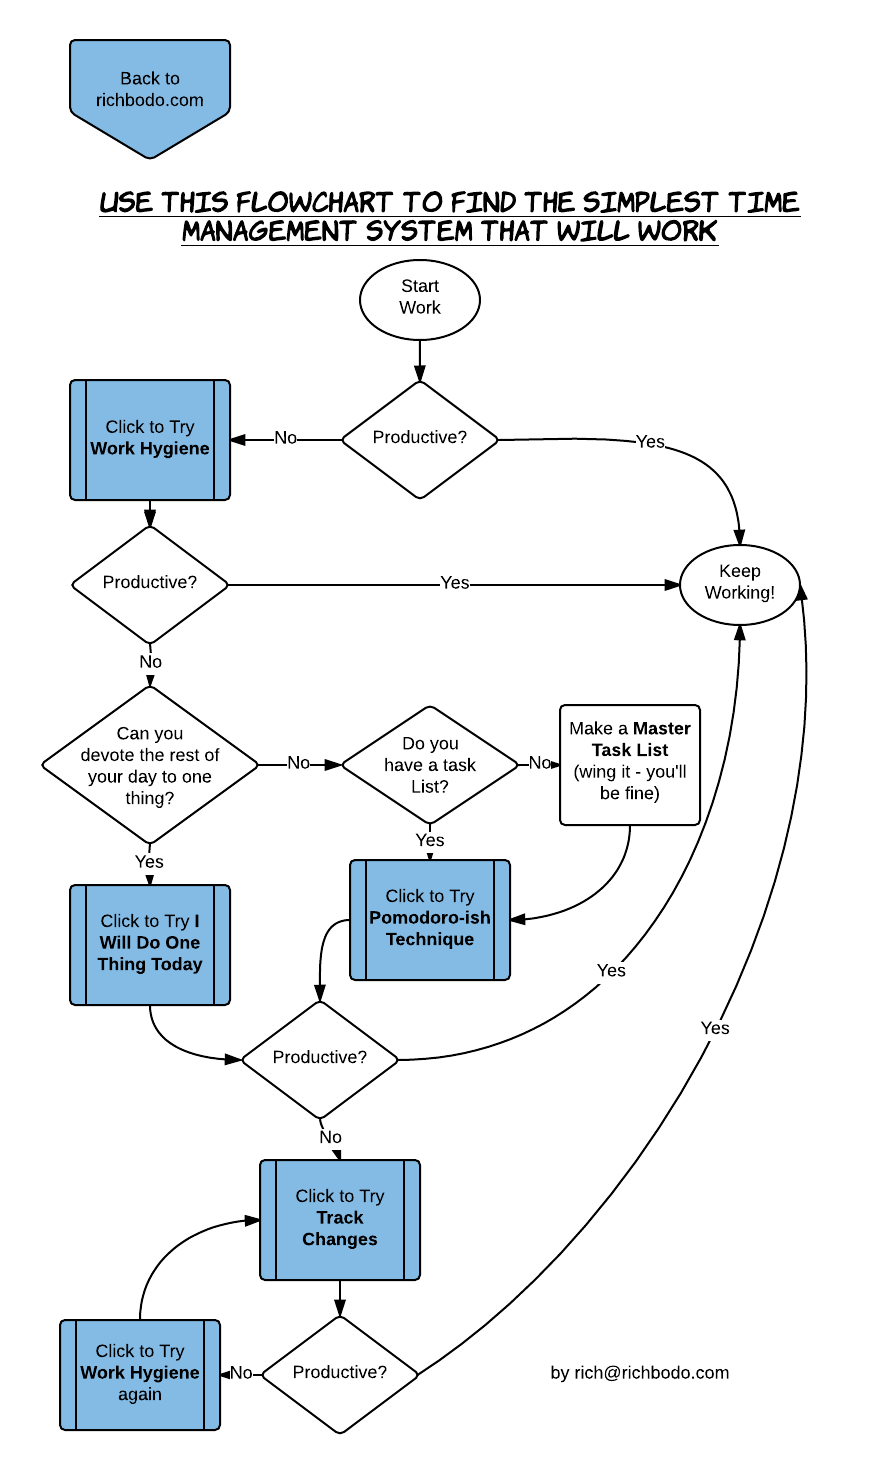 Back to
richbodo.com
USE THIS FLOWCHART TO FIND THE SIMPLEST TIME
MANAGEMENT SYSTEM THAT WILL WORK
Start
Work
Click to Try
Work Hygiene
No
Productive?
Yes
Keep
Working!
Productive?
Yes
No
Can you
devote the rest of
your day to one
thing?
No
Do you
have a task
List?
No
Make a Master
Task List
(wing it - you'll
be fine)
Yes
Yes
Click to Try I
Will Do One
Thing Today
Click to Try
Pomodoro-ish
Technique
Yes
Productive?
Yes
No
Click to Try
Track
Changes
Click to Try
Work Hygiene
again
No
Productive?
by rich@richbodo.com